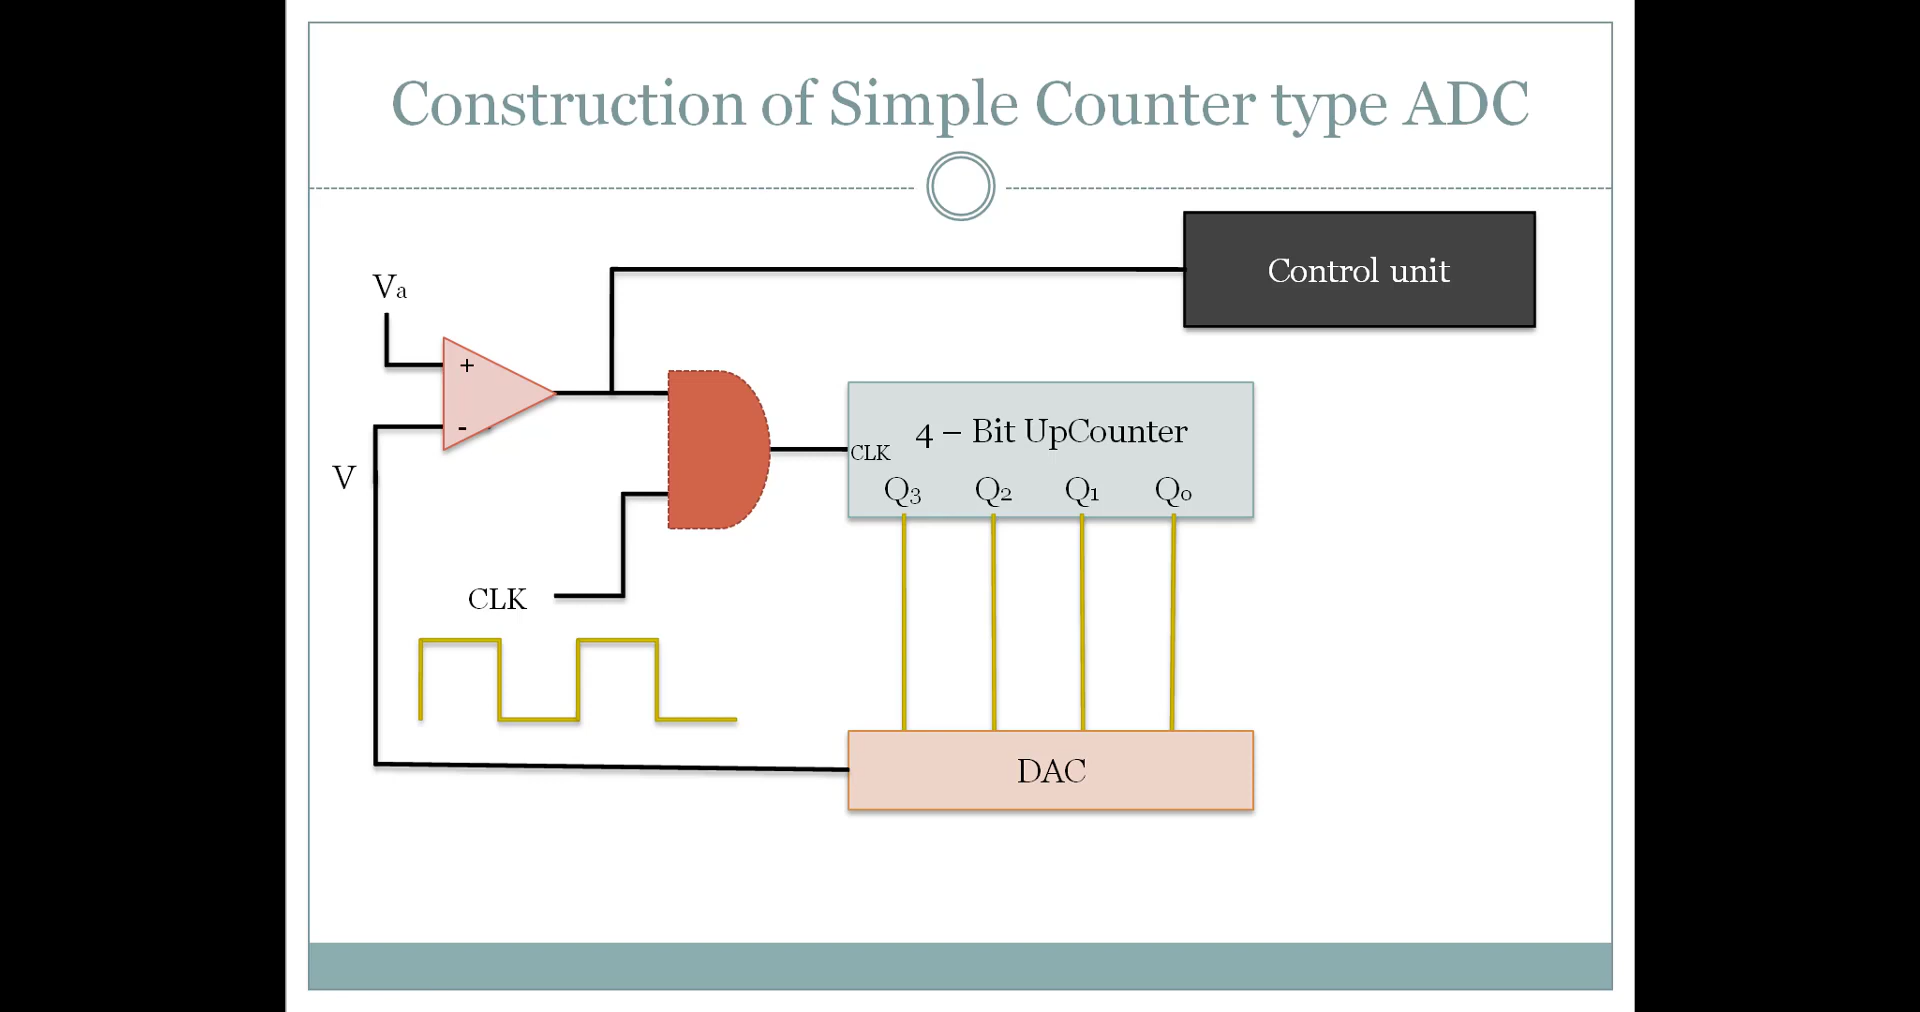 Construction of Simple Counter type ADC
Control unit
Va
+
-
V
4 – Bit UpCounter
CLK
Q3 Q2 Q1 Q0
CLK
DAC